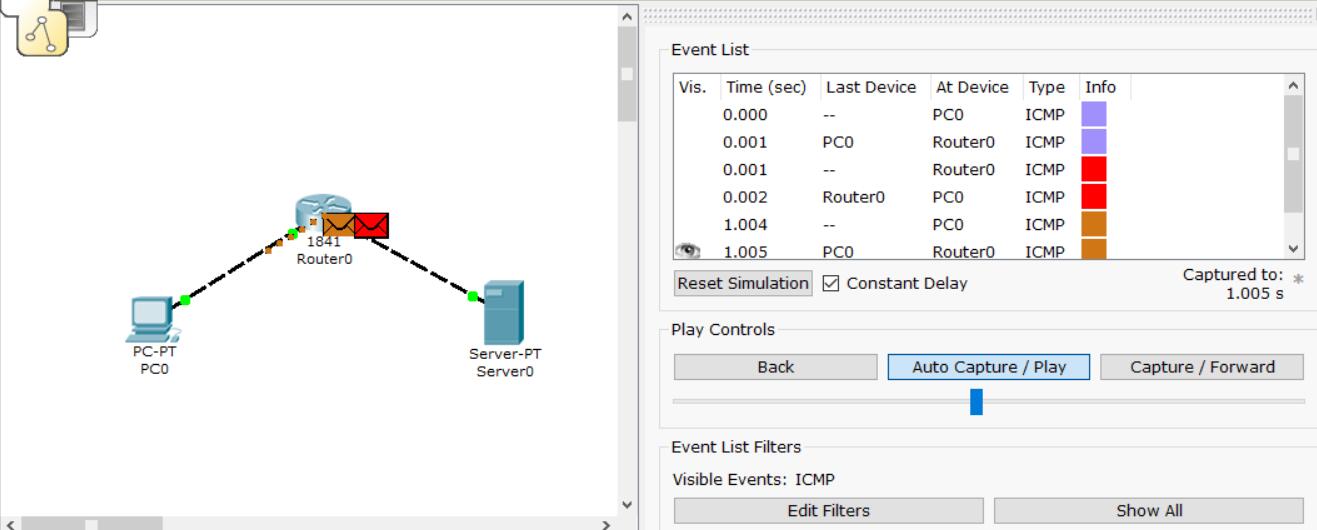 1841
Router0
PC-PT
PC0
Server-PT
Server0
Event List
Vis. Time (sec) Last Device At Device Type Info
0.000 -- PC0 ICMP
0.001 PC0 Router0 ICMP
0.001 -- Router0 ICMP
0.002 Router0 PC0 ICMP
1.004 -- PC0 ICMP
1.005 PC0 Router0 ICMP
Reset Simulation Constant Delay Captured to: *
1.005 s
Play Controls
Back Auto Capture / Play Capture / Forward
Event List Filters
Visible Events: ICMP
Edit Filters Show All